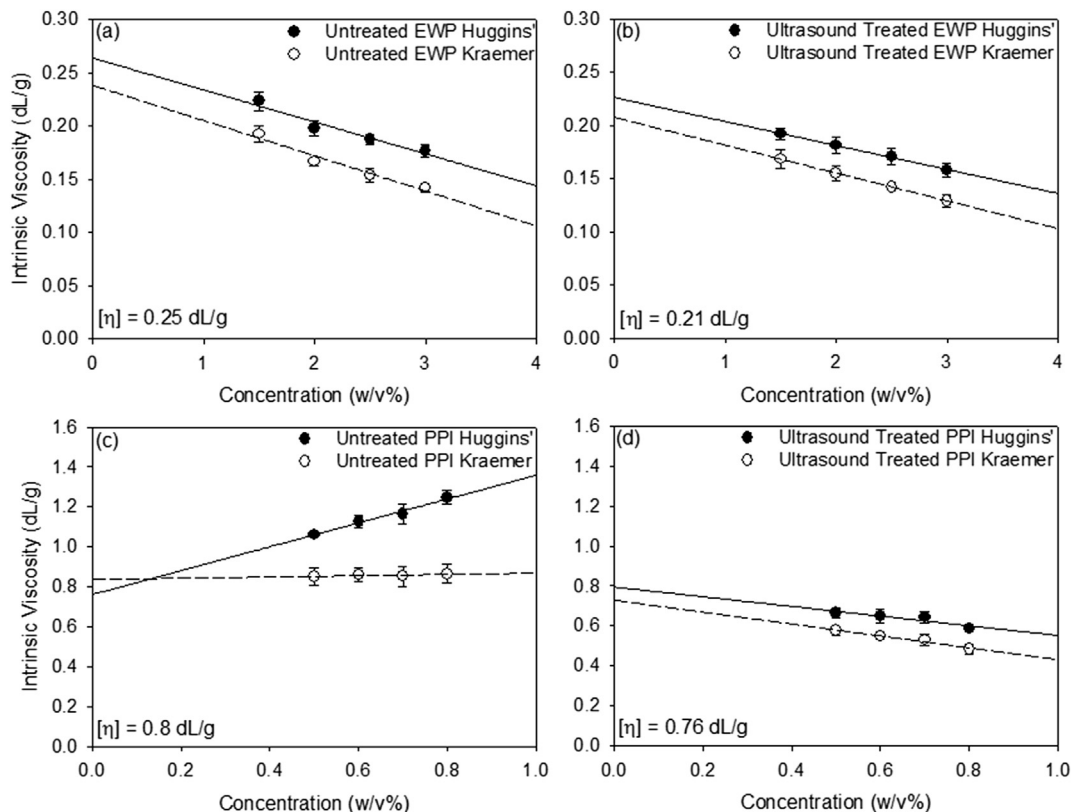 (a)
Untreated EWP Huggins'
Untreated EWP Kraemer
0.30
0.25
0.20
0.15
0.10
0.05
0.00
Intrinsic Viscosity (dL/g)
[η] = 0.25 dL/g
0 1 2 3 4
Concentration (w/v%)
(b)
Ultrasound Treated EWP Huggins'
Ultrasound Treated EWP Kraemer
0.30
0.25
0.20
0.15
0.10
0.05
0.00
[η] = 0.21 dL/g
0 1 2 3 4
Concentration (w/v%)
(c)
Untreated PPI Huggins'
Untreated PPI Kraemer
1.6
1.4
1.2
1.0
0.8
0.6
0.4
0.2
0.0
Intrinsic Viscosity (dL/g)
[η] = 0.8 dL/g
0.0 0.2 0.4 0.6 0.8 1.0
Concentration (w/v%)
(d)
Ultrasound Treated PPI Huggins'
Ultrasound Treated PPI Kraemer
1.6
1.4
1.2
1.0
0.8
0.6
0.4
0.2
0.0
[η] = 0.76 dL/g
0.0 0.2 0.4 0.6 0.8 1.0
Concentration (w/v%)